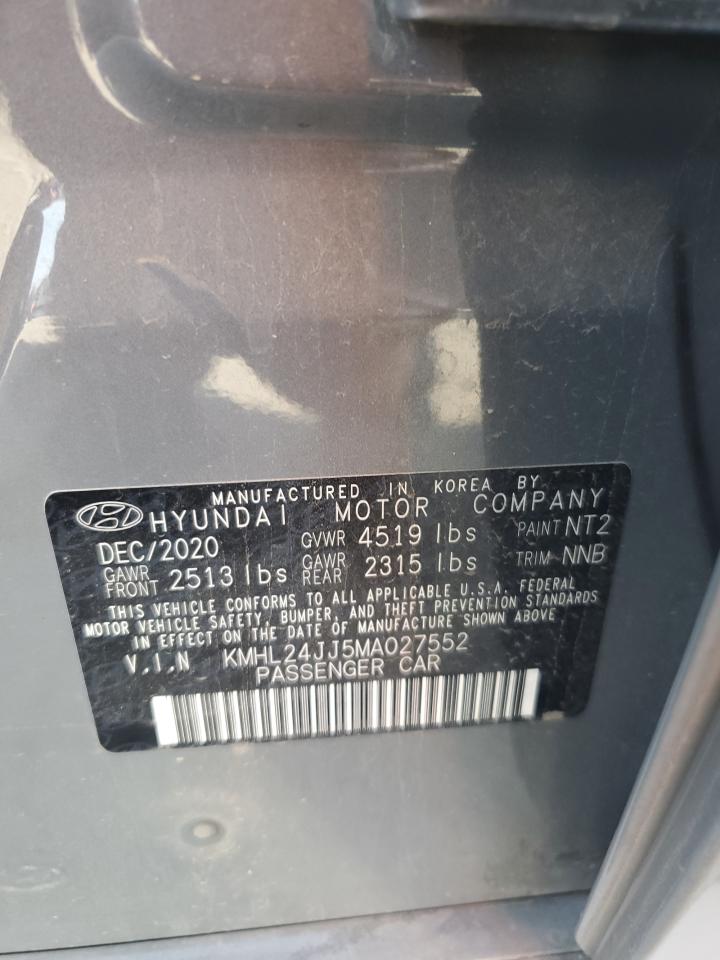 MANUFACTURED IN KOREA BY
HYUNDAI MOTOR COMPANY
DEC/2020 GVWR 4519 lbs PAINT NT2
GAWR FRONT 2513 lbs GAWR REAR 2315 lbs TRIM NNB
THIS VEHICLE CONFORMS TO ALL APPLICABLE U.S.A. FEDERAL
MOTOR VEHICLE SAFETY, BUMPER, AND THEFT PREVENTION STANDARDS
IN EFFECT ON THE DATE OF MANUFACTURE SHOWN ABOVE
V.I.N KMHL24JJ5MA027552
PASSENGER CAR